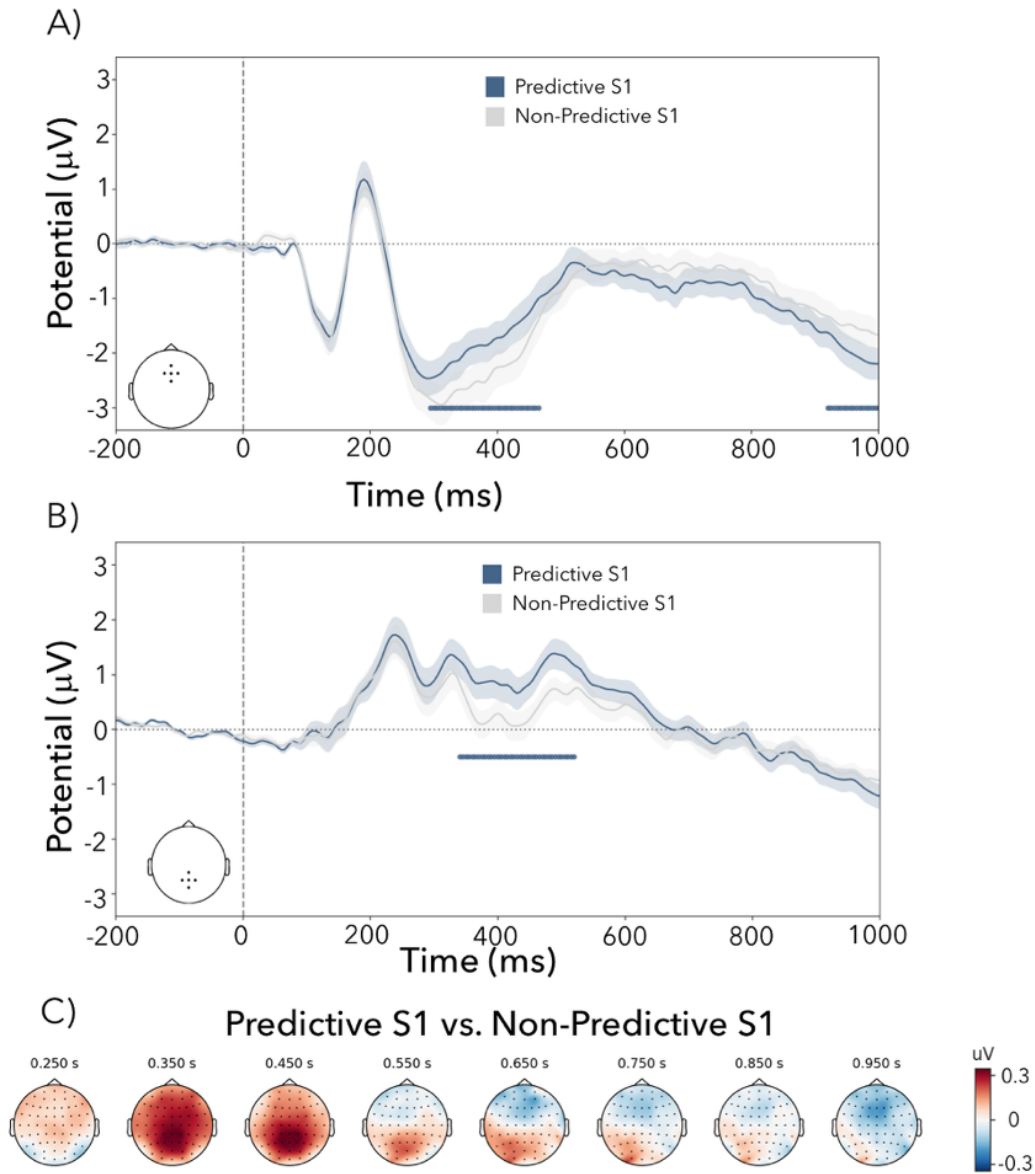 A)
Predictive S1
Non-Predictive S1
Potential (µV)
3
2
1
0
-1
-2
-3
-200 0 200 400 600 800 1000
Time (ms)
B)
Predictive S1
Non-Predictive S1
Potential (µV)
3
2
1
0
-1
-2
-3
-200 0 200 400 600 800 1000
Time (ms)
C)
Predictive S1 vs. Non-Predictive S1
0.250 s 0.350 s 0.450 s 0.550 s 0.650 s 0.750 s 0.850 s 0.950 s
uV
0.3
0
-0.3